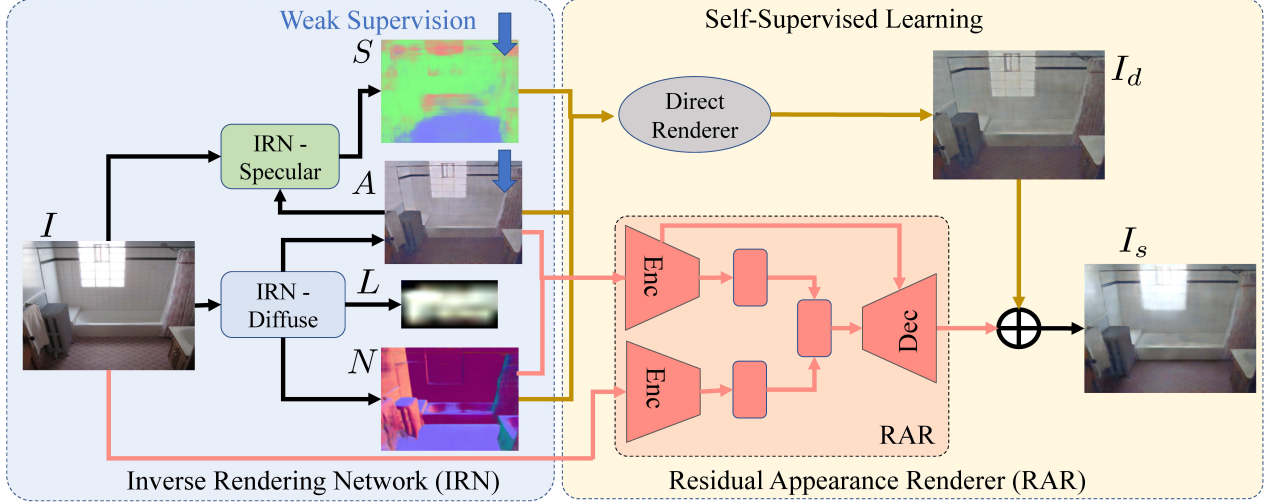 Weak Supervision
Self-Supervised Learning
S
I_d
Direct
Renderer
IRN -
Specular
A
I
Enc
I_s
L
IRN -
Diffuse
Dec
N
Enc
RAR
Inverse Rendering Network (IRN)
Residual Appearance Renderer (RAR)